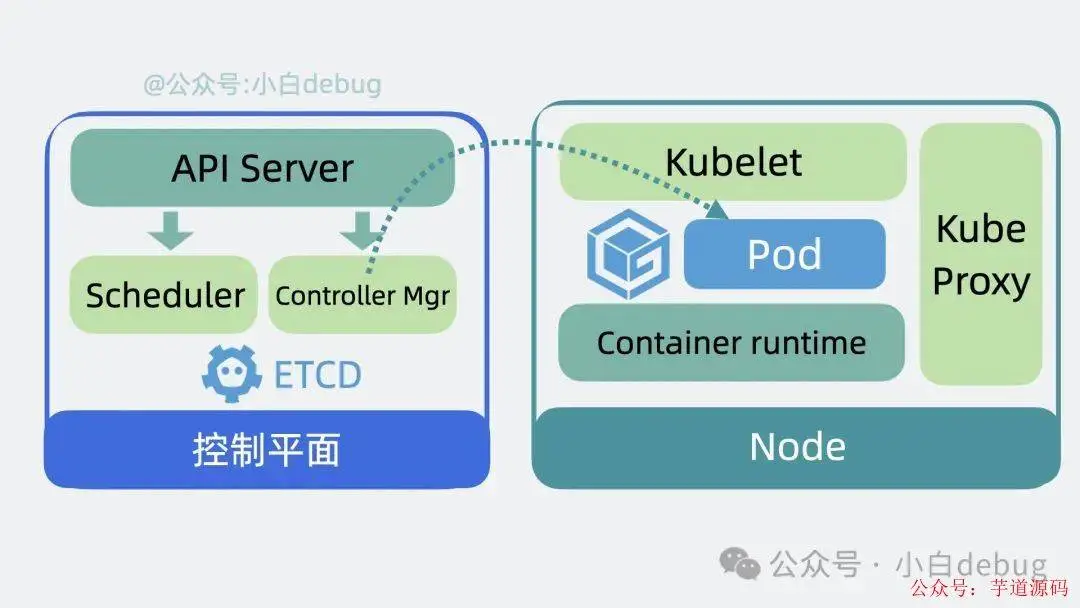 @公众号:小白debug
API Server
Scheduler
Controller Mgr
ETCD
控制平面
Kubelet
Pod
Container runtime
Kube
Proxy
Node
公众号 · 小白debug
公众号：芋道源码